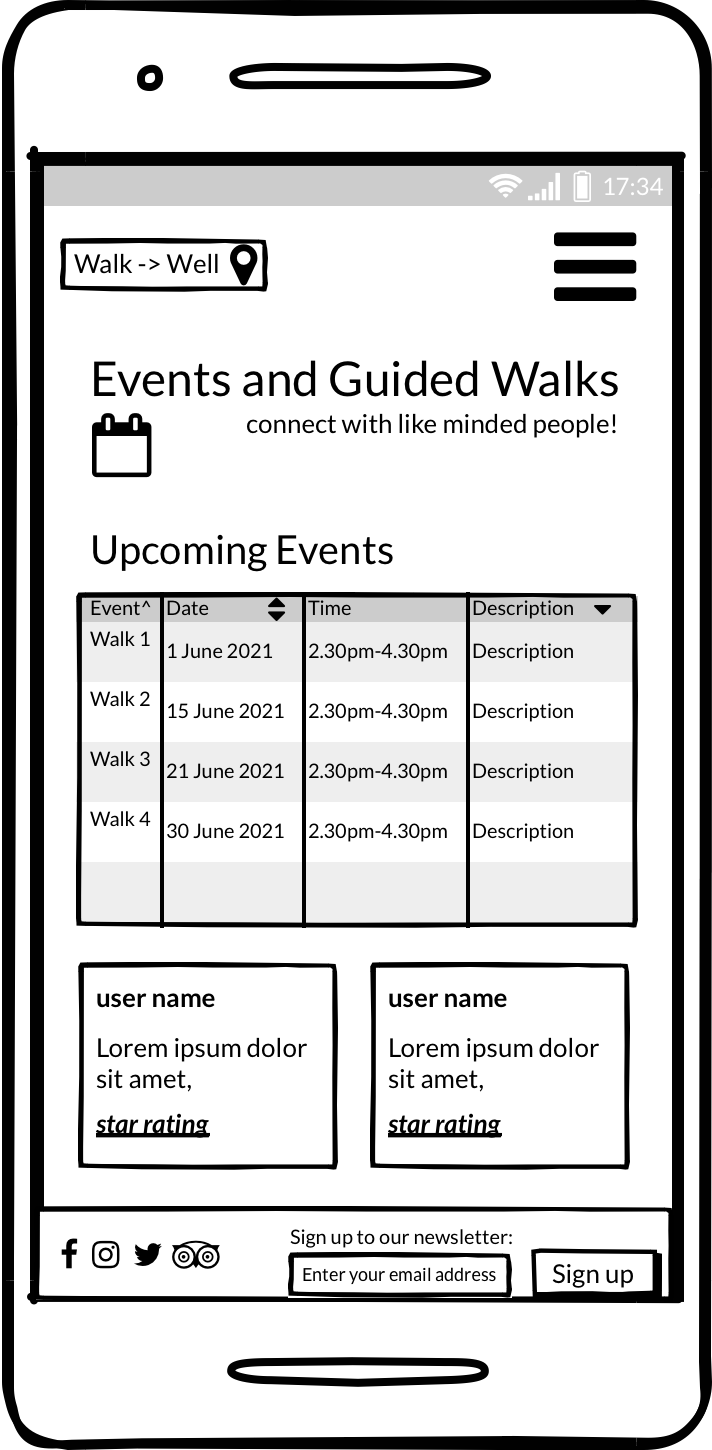 17:34
Walk -> Well
Events and Guided Walks
connect with like minded people!
Upcoming Events
Event^ Date Time Description
Walk 1 1 June 2021 2.30pm-4.30pm Description
Walk 2 15 June 2021 2.30pm-4.30pm Description
Walk 3 21 June 2021 2.30pm-4.30pm Description
Walk 4 30 June 2021 2.30pm-4.30pm Description
user name
Lorem ipsum dolor
sit amet,
star rating
user name
Lorem ipsum dolor
sit amet,
star rating
Sign up to our newsletter:
Enter your email address
Sign up